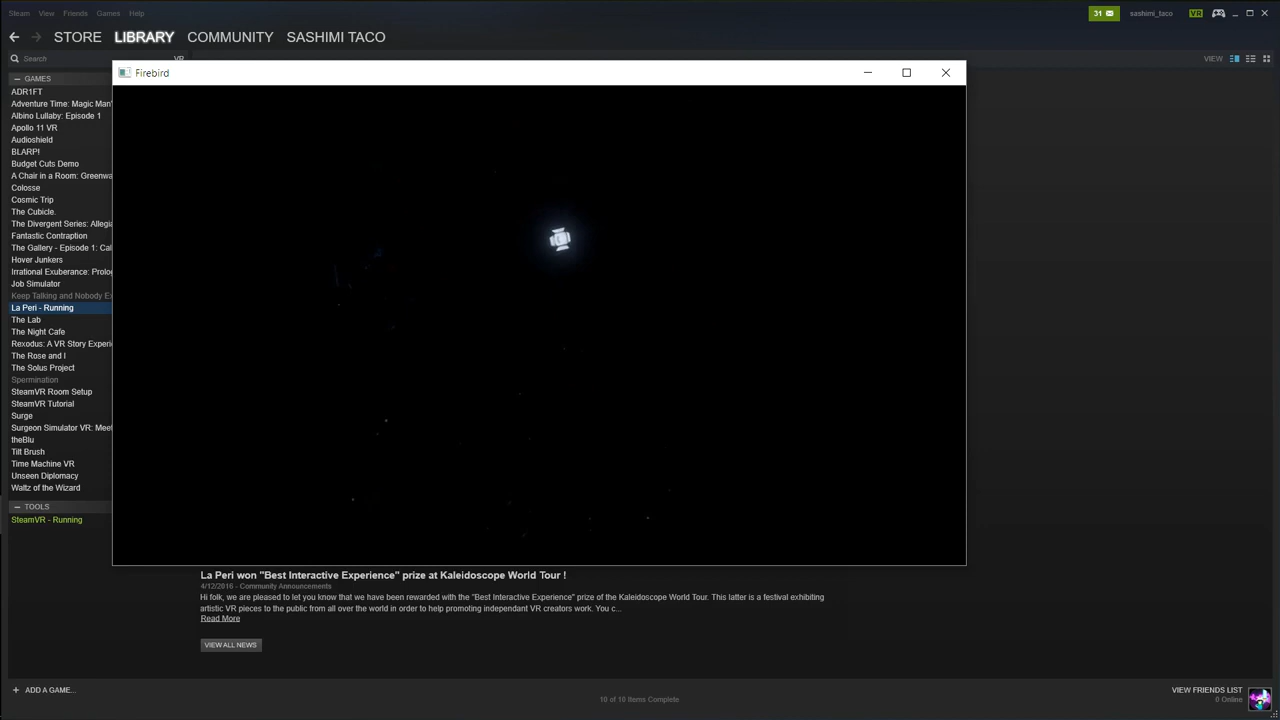 Steam View Friends Games Help
31
sashimi_taco
VR
STORE LIBRARY COMMUNITY SASHIMI TACO
Search
VR
VIEW
Firebird
GAMES
ADR1FT
Adventure Time: Magic Man'
Albino Lullaby: Episode 1
Apollo 11 VR
Audioshield
BLARP!
Budget Cuts Demo
A Chair in a Room: Greenwa
Colosse
Cosmic Trip
The Cubicle.
The Divergent Series: Allegia
Fantastic Contraption
The Gallery - Episode 1: Cal
Hover Junkers
Irrational Exuberance: Prolog
Job Simulator
Keep Talking and Nobody Ex
La Peri - Running
The Lab
The Night Cafe
Rexodus: A VR Story Experi
The Rose and I
The Solus Project
Spermination
SteamVR Room Setup
SteamVR Tutorial
Surge
Surgeon Simulator VR: Meet
theBlu
Tilt Brush
Time Machine VR
Unseen Diplomacy
Waltz of the Wizard
TOOLS
SteamVR - Running
La Peri won "Best Interactive Experience" prize at Kaleidoscope World Tour !
4/12/2016 - Community Announcements
Hi folk, we are pleased to let you know that we have been rewarded with the "Best Interactive Experience" prize of the Kaleidoscope World Tour. This latter is a festival exhibiting
artistic VR pieces to the public from all over the world in order to help promoting independant VR creators work. You c...
Read More
VIEW ALL NEWS
ADD A GAME...
10 of 10 Items Complete
VIEW FRIENDS LIST
0 Online